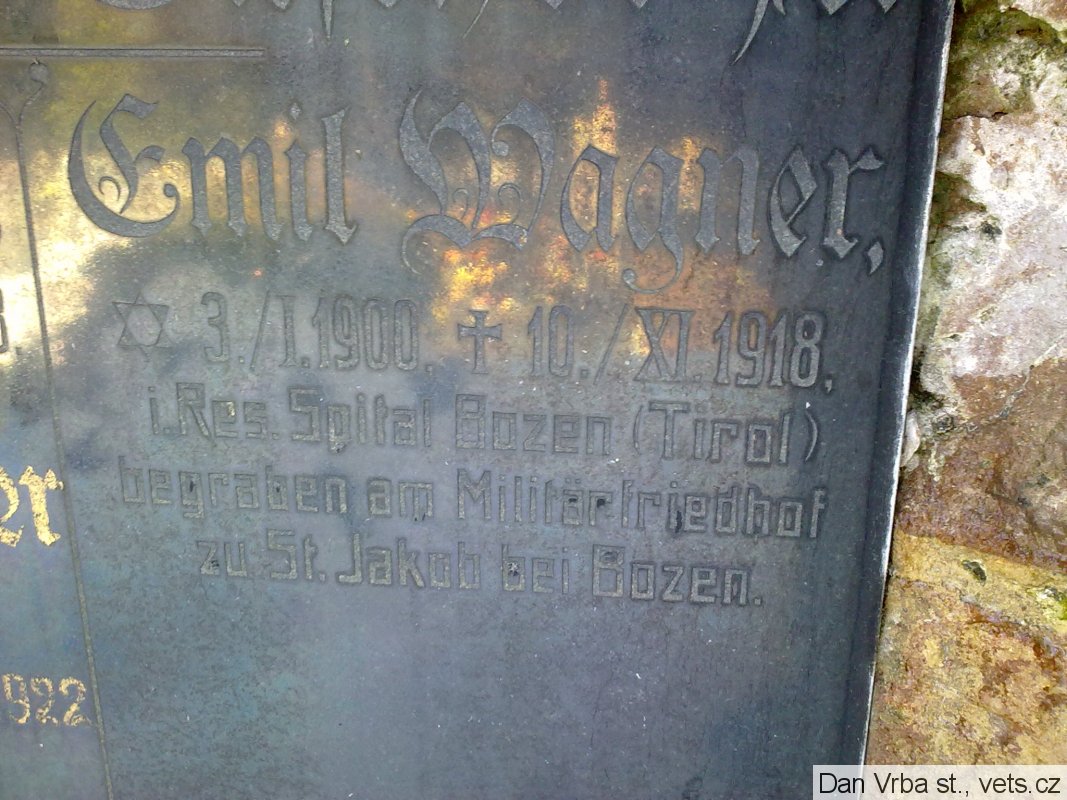 Emil Wagner,
✡ 3./I.1900. ✝ 10./XI.1918,
i.Res.Spital Bozen (Tirol)
begraben am Militärfriedhof
zu St. Jakob bei Bozen.
Dan Vrba st., vets.cz